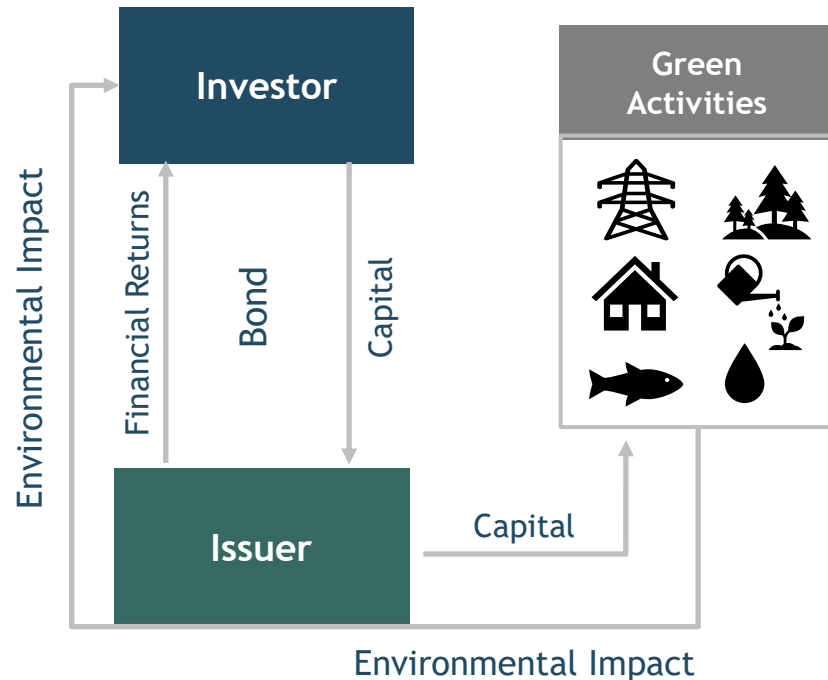 Investor
Green
Activities
Environmental Impact
Financial Returns
Bond
Capital
Issuer
Capital
Environmental Impact